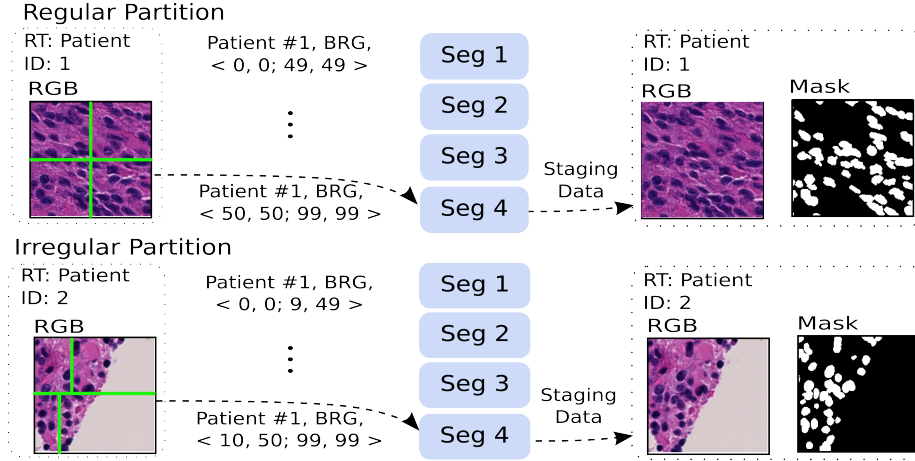 Regular Partition
RT: Patient
ID: 1
RGB
Patient #1, BRG,
< 0, 0; 49, 49 >
Patient #1, BRG,
< 50, 50; 99, 99 >
Seg 1
Seg 2
Seg 3
Seg 4
Staging
Data
RT: Patient
ID: 1
RGB
Mask
Irregular Partition
RT: Patient
ID: 2
RGB
Patient #1, BRG,
< 0, 0; 9, 49 >
Patient #1, BRG,
< 10, 50; 99, 99 >
Seg 1
Seg 2
Seg 3
Seg 4
Staging
Data
RT: Patient
ID: 2
RGB
Mask